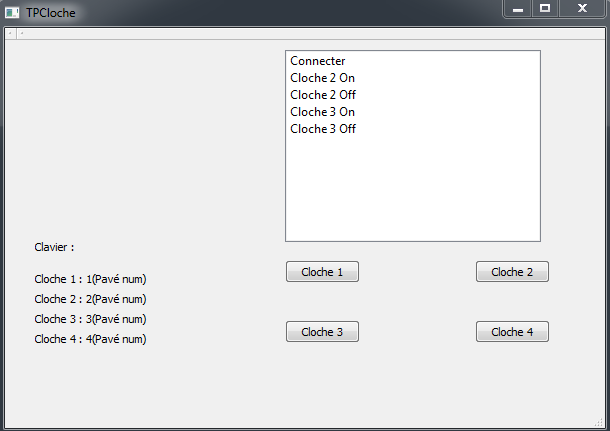 TPCloche
Connecter
Cloche 2 On
Cloche 2 Off
Cloche 3 On
Cloche 3 Off
Clavier :
Cloche 1 : 1(Pavé num)
Cloche 2 : 2(Pavé num)
Cloche 3 : 3(Pavé num)
Cloche 4 : 4(Pavé num)
Cloche 1
Cloche 2
Cloche 3
Cloche 4